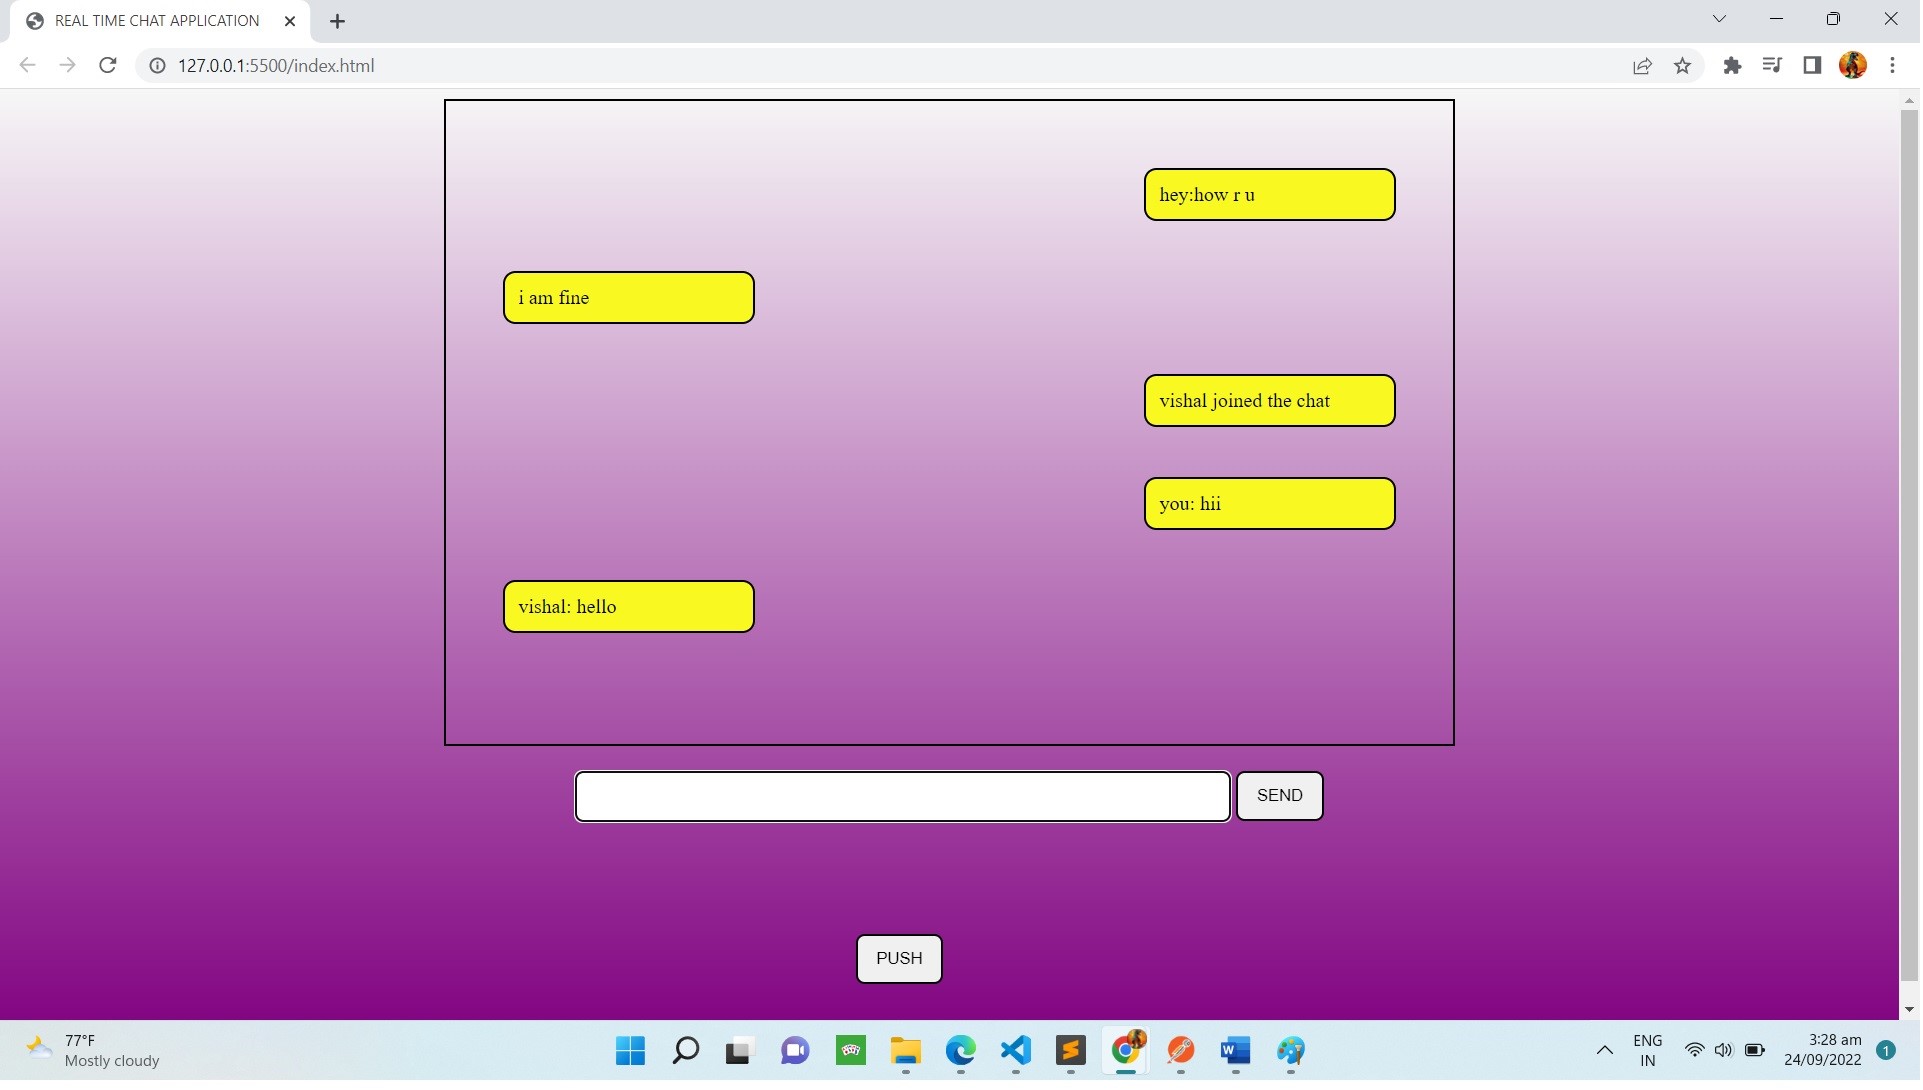 REAL TIME CHAT APPLICATION
127.0.0.1:5500/index.html
hey:how r u
i am fine
vishal joined the chat
you: hii
vishal: hello
SEND
PUSH
77°F
Mostly cloudy
ENG
IN
3:28 am
24/09/2022
1